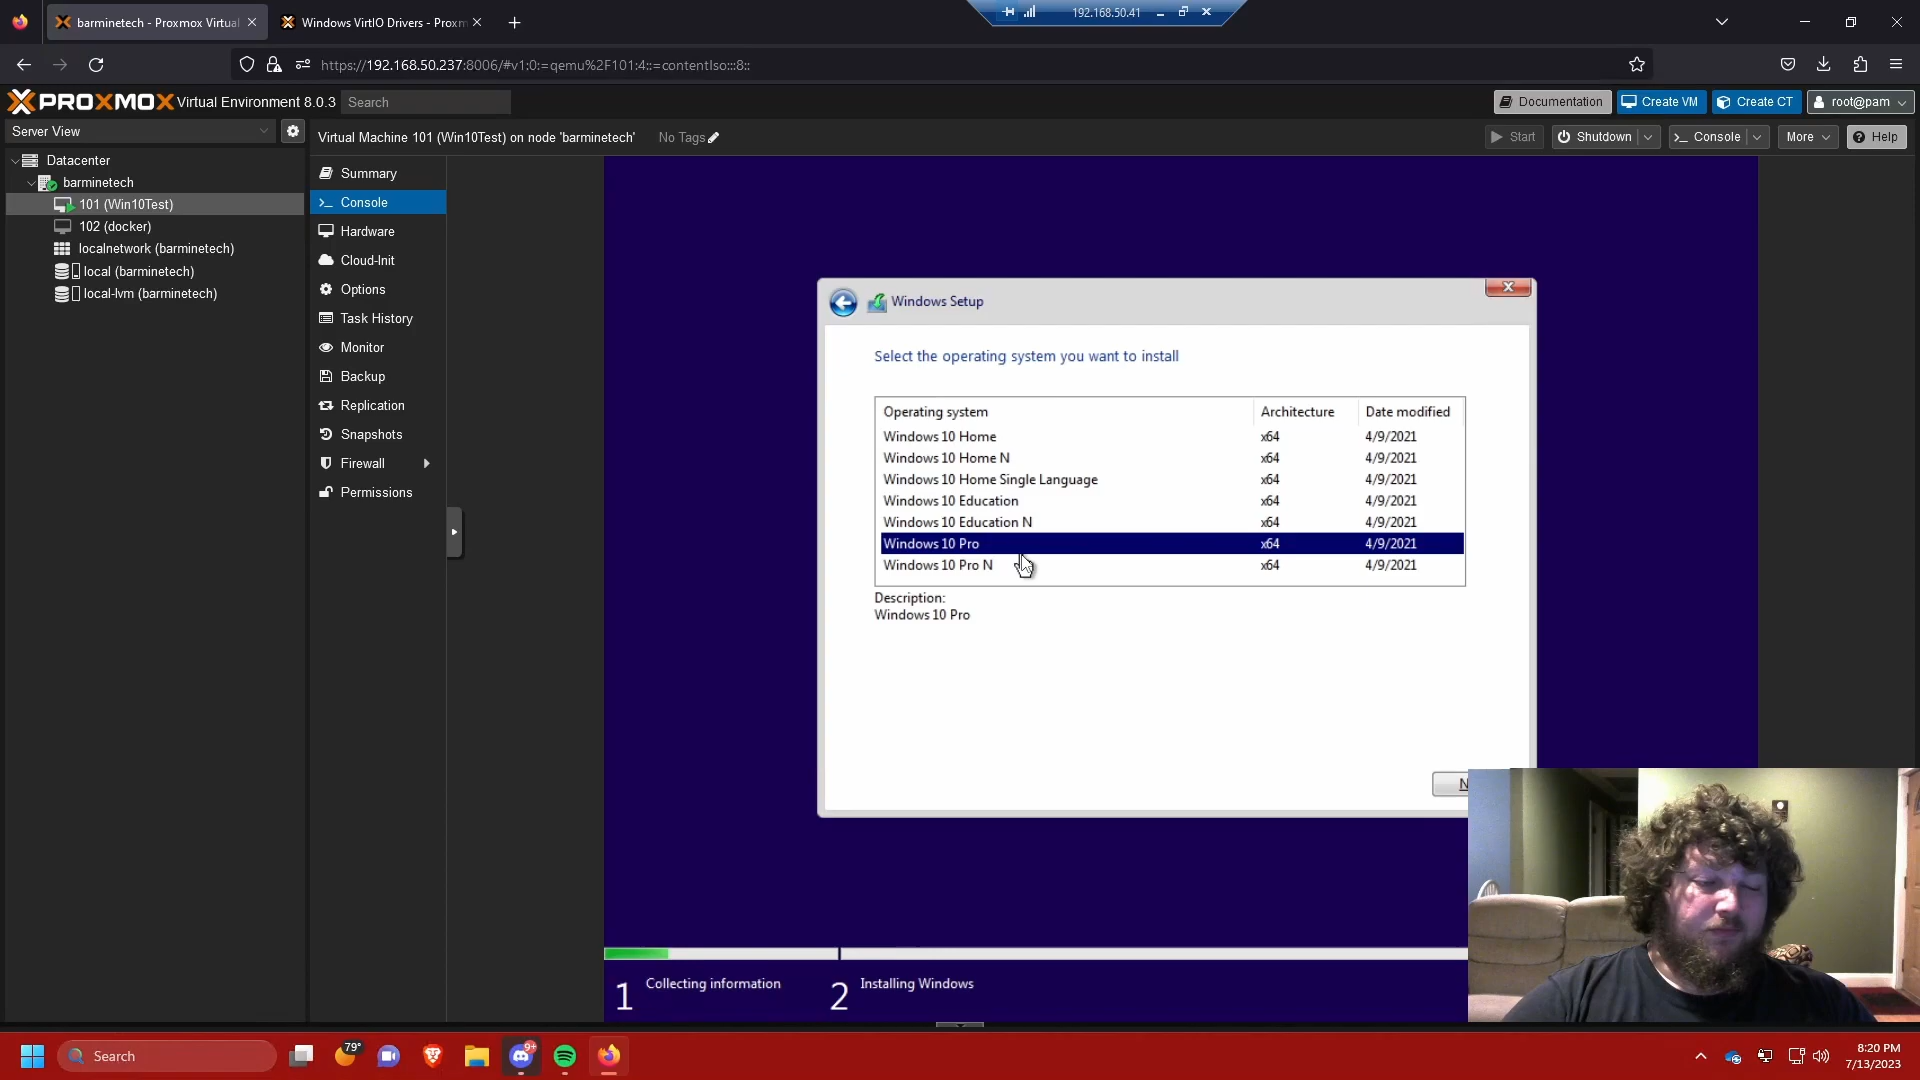 barminetech - Proxmox Virtual
Windows VirtIO Drivers - Proxm
192.168.50.41
https://192.168.50.237:8006/#v1:0:=qemu%2F101:4::=contentIso:::8::
PROXMOX Virtual Environment 8.0.3
Search
Documentation
Create VM
Create CT
root@pam
Server View
Virtual Machine 101 (Win10Test) on node 'barminetech'
No Tags
Start
Shutdown
Console
More
Help
Datacenter
barminetech
101 (Win10Test)
102 (docker)
localnetwork (barminetech)
local (barminetech)
local-lvm (barminetech)
Summary
Console
Hardware
Cloud-Init
Options
Task History
Monitor
Backup
Replication
Snapshots
Firewall
Permissions
Windows Setup
Select the operating system you want to install
Operating system Architecture Date modified
Windows 10 Home x64 4/9/2021
Windows 10 Home N x64 4/9/2021
Windows 10 Home Single Language x64 4/9/2021
Windows 10 Education x64 4/9/2021
Windows 10 Education N x64 4/9/2021
Windows 10 Pro x64 4/9/2021
Windows 10 Pro N x64 4/9/2021
Description:
Windows 10 Pro
N
1 Collecting information
2 Installing Windows
Search
79°
9+
8:20 PM
7/13/2023